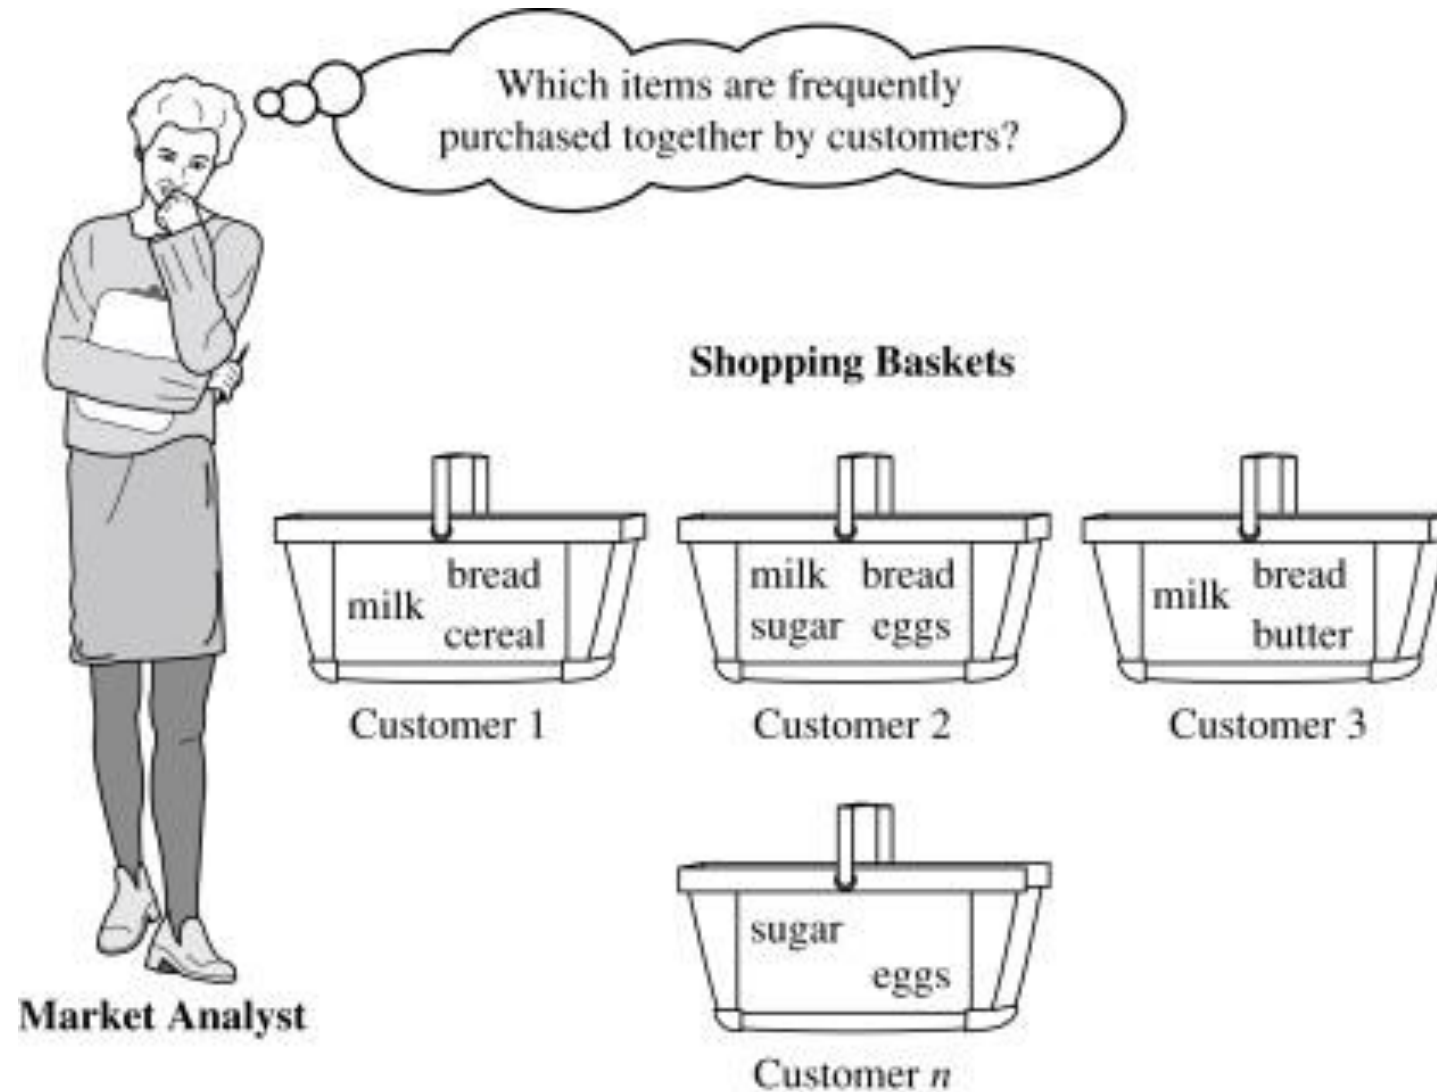 Which items are frequently
purchased together by customers?
Shopping Baskets
milk
bread
cereal
Customer 1
milk bread
sugar eggs
Customer 2
milk
bread
butter
Customer 3
sugar
eggs
Customer n
Market Analyst